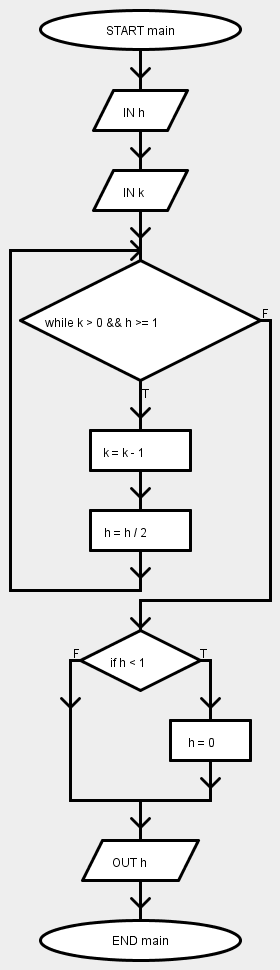 START main
IN h
IN k
while k > 0 && h >= 1
F
T
k = k - 1
h = h / 2
F
if h < 1
T
h = 0
OUT h
END main